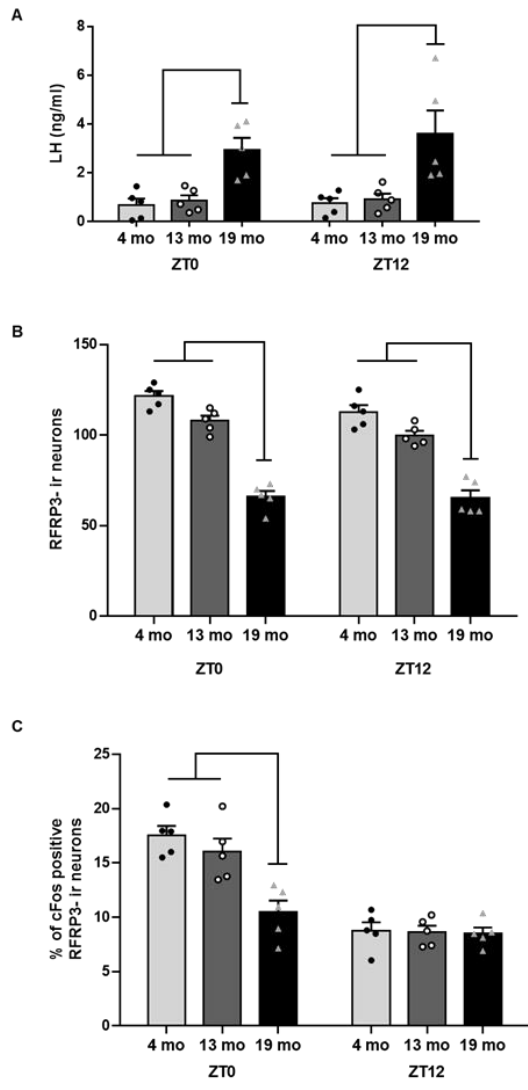 A
LH (ng/ml)
8
6
4
2
0
4 mo 13 mo 19 mo 4 mo 13 mo 19 mo
ZT0 ZT12
B
RFRP3- ir neurons
150
100
50
0
4 mo 13 mo 19 mo 4 mo 13 mo 19 mo
ZT0 ZT12
C
% of cFos positive
RFRP3- ir neurons
25
20
15
10
5
0
4 mo 13 mo 19 mo 4 mo 13 mo 19 mo
ZT0 ZT12